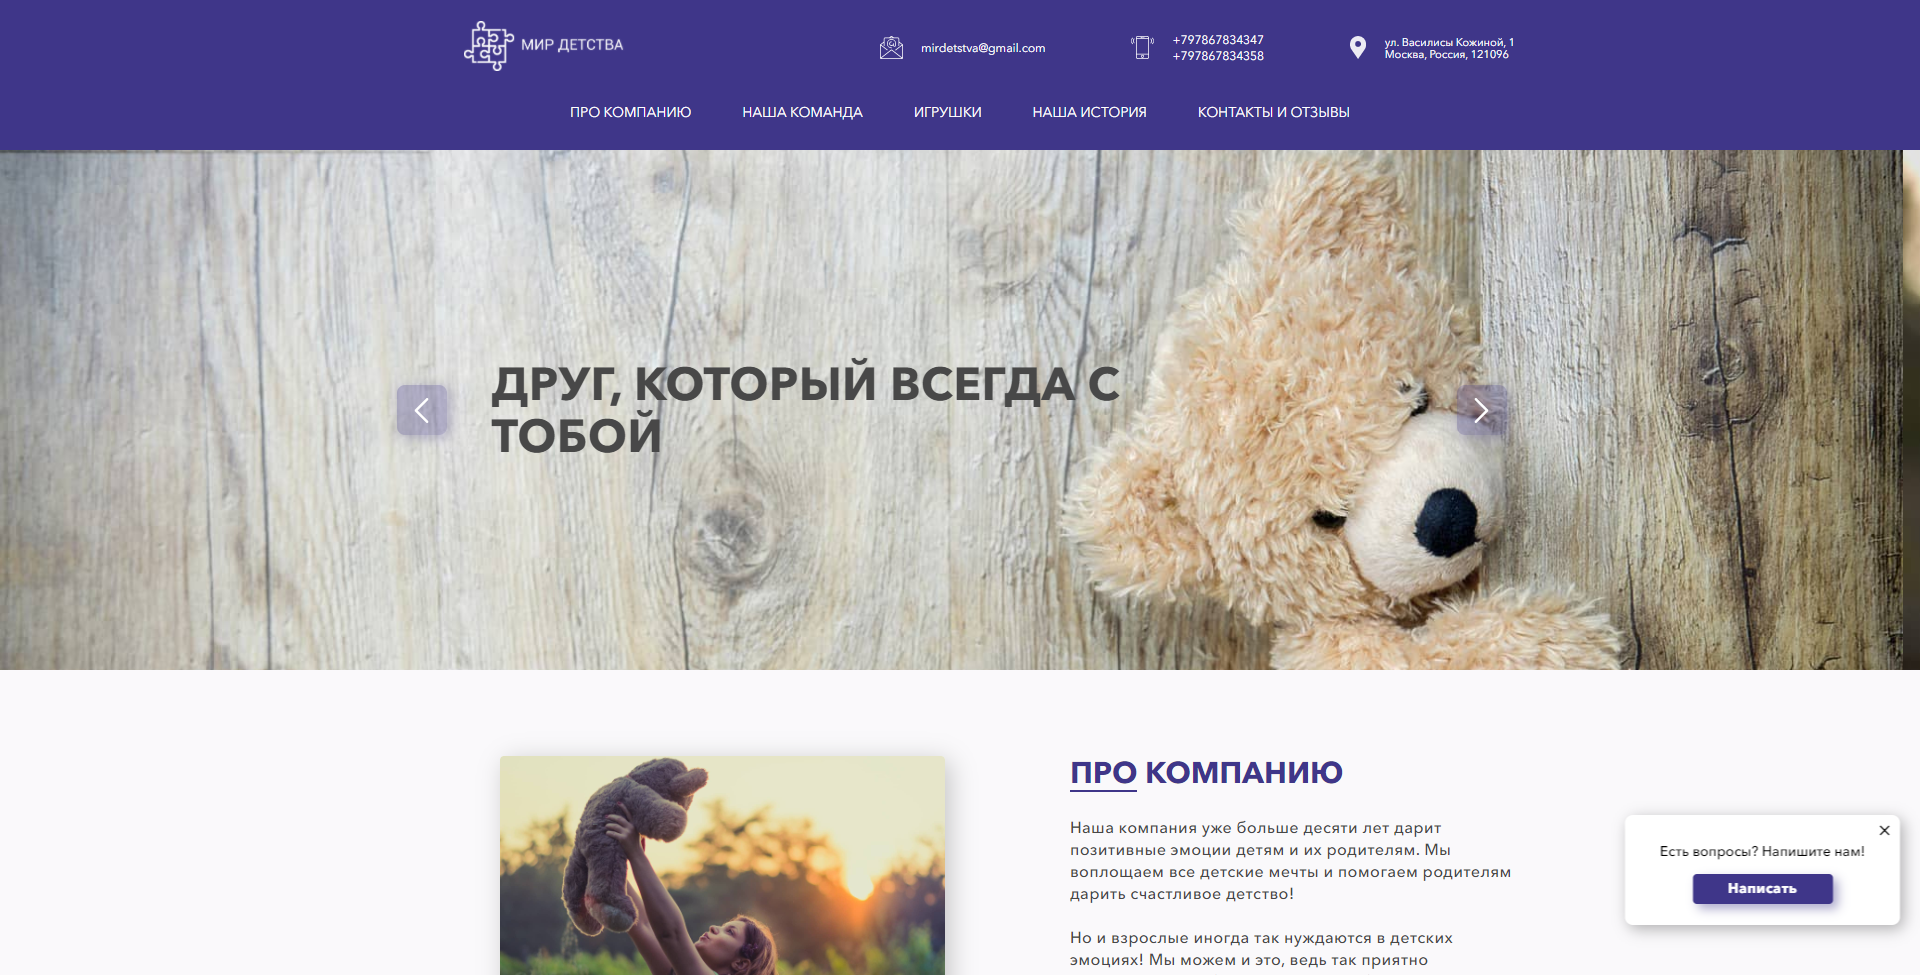 МИР ДЕТСТВА
mirdetstva@gmail.com
+797867834347
+797867834358
ул. Василисы Кожиной, 1
Москва, Россия, 121096
ПРО КОМПАНИЮ
НАША КОМАНДА
ИГРУШКИ
НАША ИСТОРИЯ
КОНТАКТЫ И ОТЗЫВЫ
ДРУГ, КОТОРЫЙ ВСЕГДА С
ТОБОЙ
ПРО КОМПАНИЮ
Наша компания уже больше десяти лет дарит
позитивные эмоции детям и их родителям. Мы
воплощаем все детские мечты и помогаем родителям
дарить счастливое детство!
Но и взрослые иногда так нуждаются в детских
эмоциях! Мы можем и это, ведь так приятно
Есть вопросы? Напишите нам!
Написать